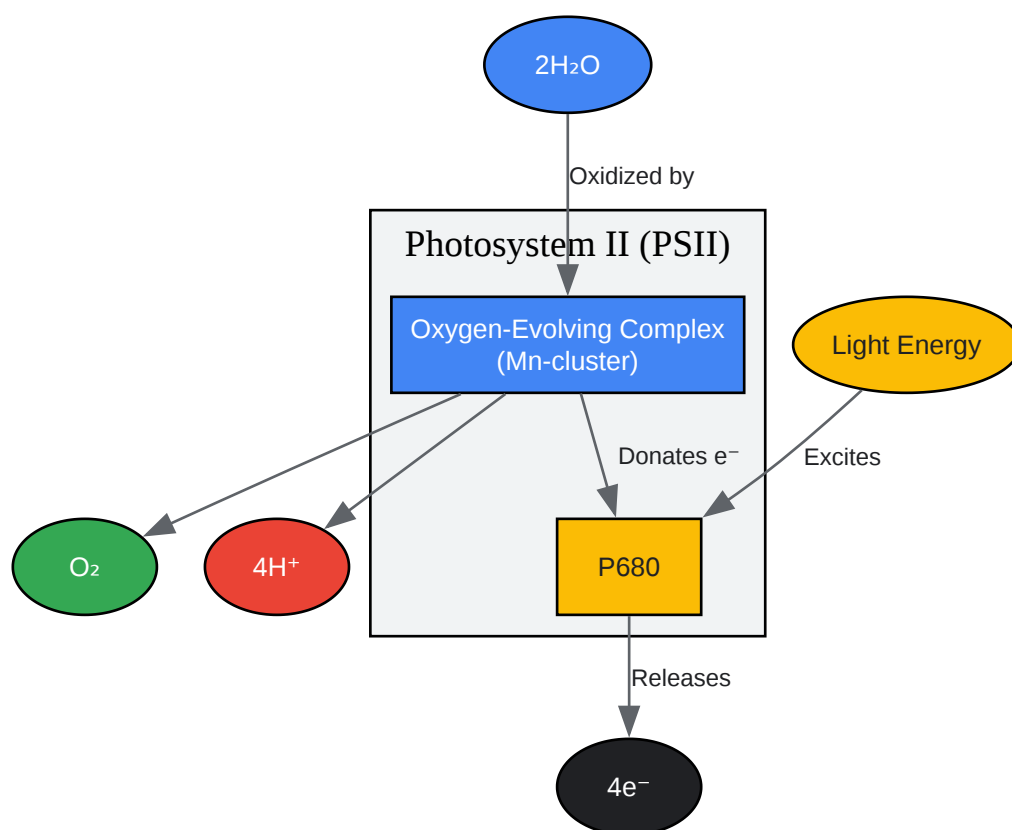 2H₂O
Oxidized by
Photosystem II (PSII)
Oxygen-Evolving Complex
(Mn-cluster)
Light Energy
Donates e⁻
Excites
O₂
4H⁺
P680
Releases
4e⁻